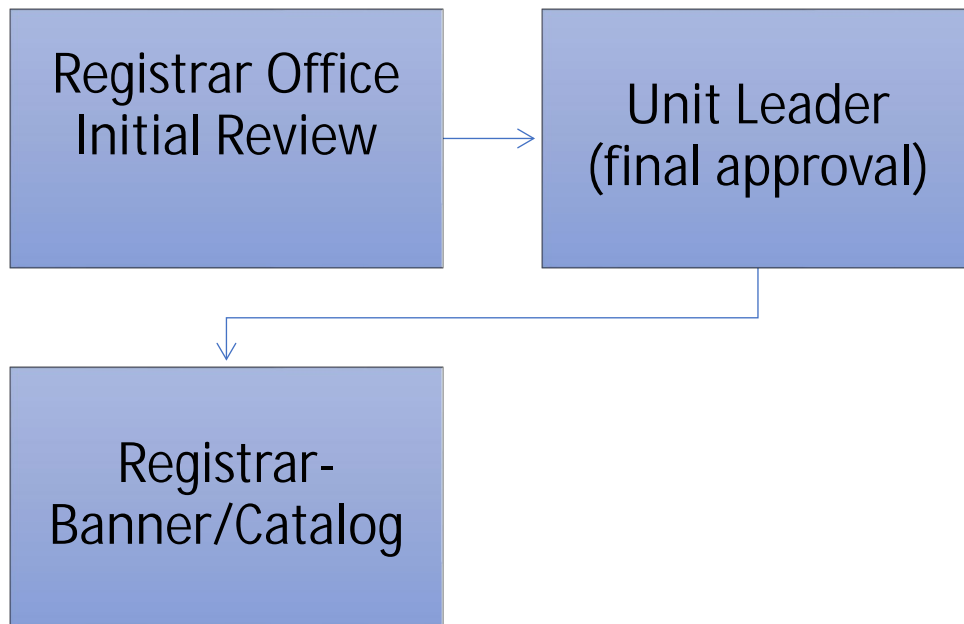 Registrar Office
Initial Review
Unit Leader
(final approval)
Registrar-
Banner/Catalog